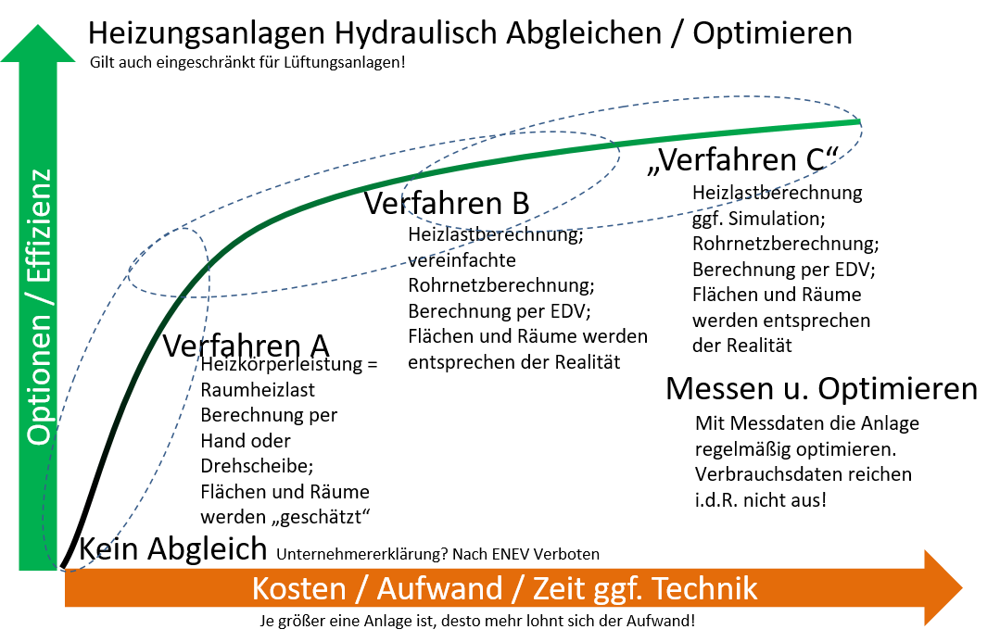 Heizungsanlagen Hydraulisch Abgleichen / Optimieren
Gilt auch eingeschränkt für Lüftungsanlagen!
Optionen / Effizienz
„Verfahren C“
Heizlastberechnung
ggf. Simulation;
Rohrnetzberechnung;
Berechnung per EDV;
Flächen und Räume
werden entsprechen
der Realität
Verfahren B
Heizlastberechnung;
vereinfachte
Rohrnetzberechnung;
Berechnung per EDV;
Flächen und Räume werden
entsprechen der Realität
Verfahren A
Heizkörperleistung =
Raumheizlast
Berechnung per
Hand oder
Drehscheibe;
Flächen und Räume
werden „geschätzt“
Messen u. Optimieren
Mit Messdaten die Anlage
regelmäßig optimieren.
Verbrauchsdaten reichen
i.d.R. nicht aus!
Kein Abgleich Unternehmererklärung? Nach ENEV Verboten
Kosten / Aufwand / Zeit ggf. Technik
Je größer eine Anlage ist, desto mehr lohnt sich der Aufwand!